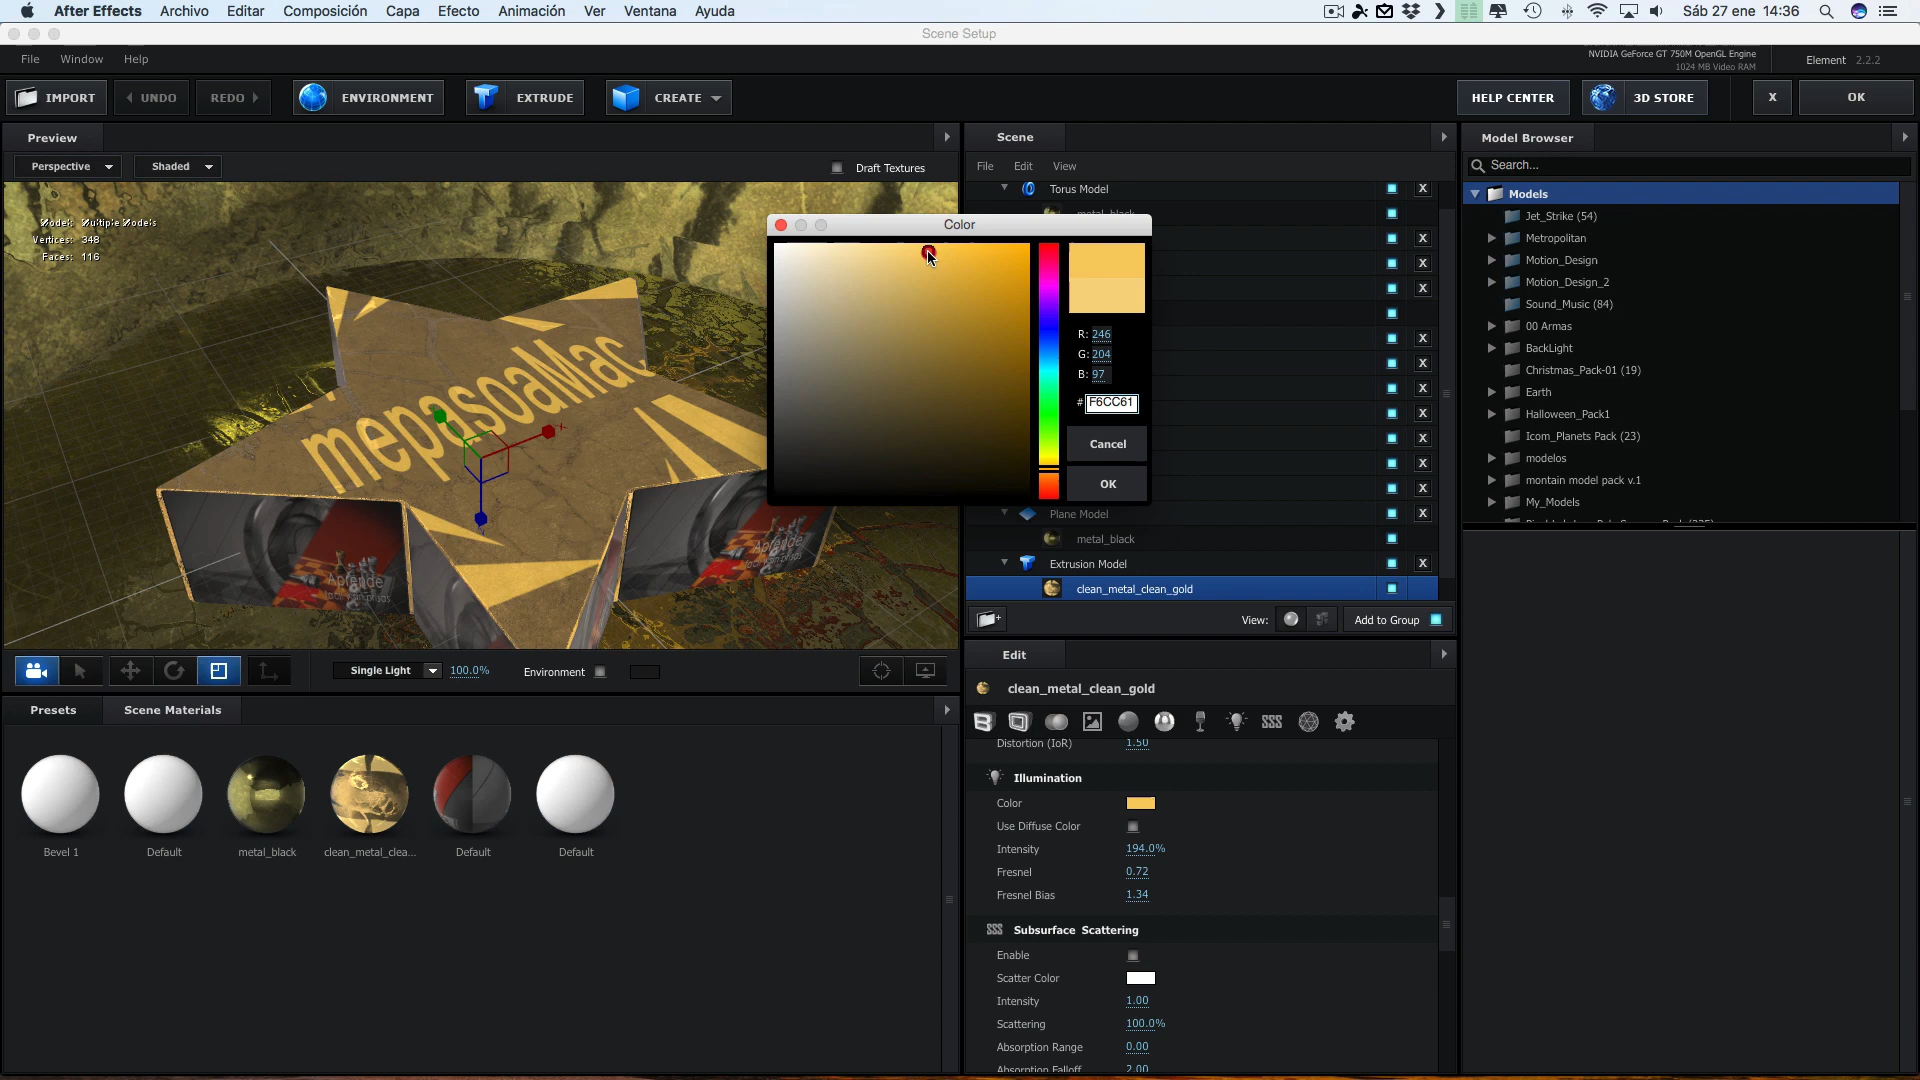 After Effects Archivo Editar Composición Capa Efecto Animación Ver Ventana Ayuda
Sáb 27 ene 14:36
Scene Setup
File Window Help
NVIDIA GeForce GT 750M OpenGL Engine
1024 MB Video RAM
Element 2.2.2
IMPORT UNDO REDO ENVIRONMENT EXTRUDE CREATE HELP CENTER 3D STORE X OK
Preview
Perspective Shaded Draft Textures
Model: Multiple Models
Vertices: 348
Faces: 116
mepasoaMac
Aprende
Aprende
Single Light 100.0% Environment
Presets Scene Materials
Bevel 1
Default
metal_black
clean_metal_clea...
Default
Default
Scene
File Edit View
Torus Model X
metal_black
X
X
X
X
X
X
X
X
X
X
Plane Model X
metal_black
Extrusion Model X
clean_metal_clean_gold
View: Add to Group
Color
R: 246
G: 204
B: 97
# F6CC61
Cancel
OK
Edit
clean_metal_clean_gold
Distortion (IoR) 1.50
Illumination
Color
Use Diffuse Color
Intensity 194.0%
Fresnel 0.72
Fresnel Bias 1.34
Subsurface Scattering
Enable
Scatter Color
Intensity 1.00
Scattering 100.0%
Absorption Range 0.00
Absorption Falloff 2.00
Model Browser
Search...
Models
Jet_Strike (54)
Metropolitan
Motion_Design
Motion_Design_2
Sound_Music (84)
00 Armas
BackLight
Christmas_Pack-01 (19)
Earth
Halloween_Pack1
Icom_Planets Pack (23)
modelos
montain model pack v.1
My_Models